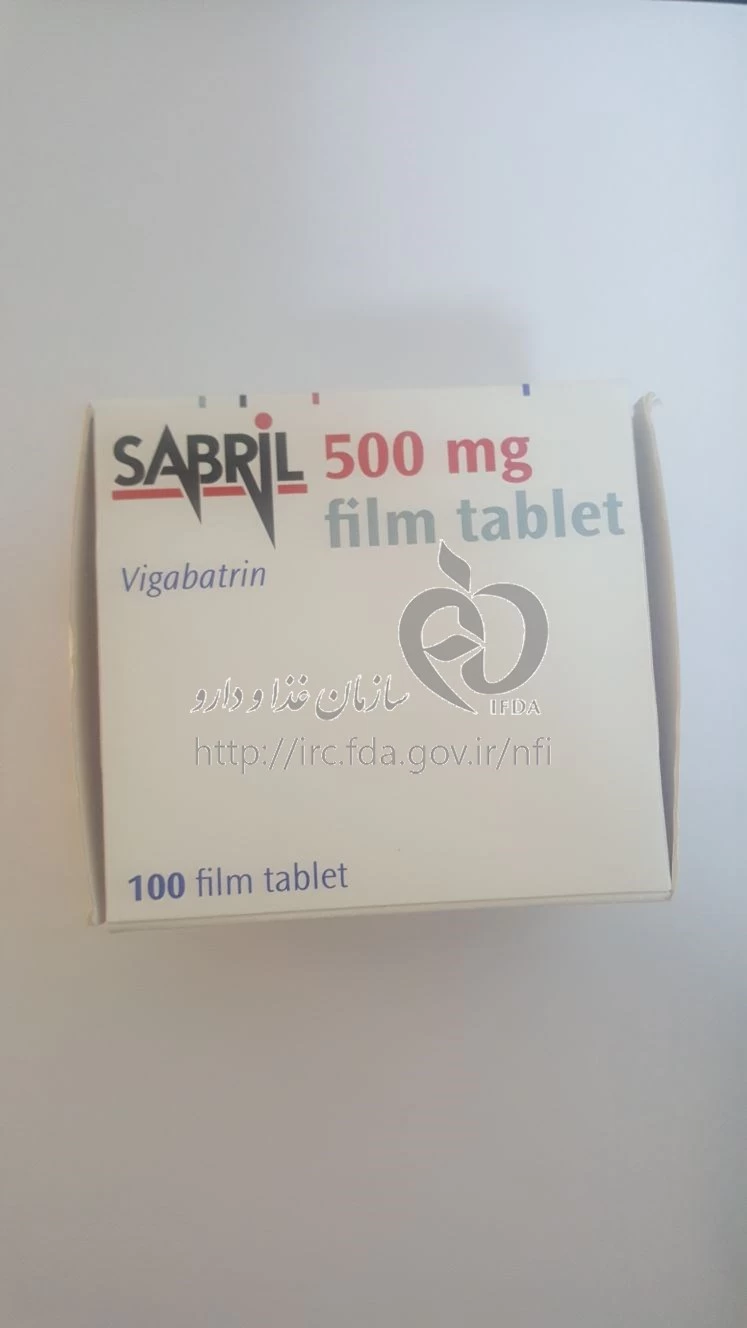 SABRIL 500 mg
film tablet
Vigabatrin
سازمان غذا و دارو
IFDA
http://irc.fda.gov.ir/nfi
100 film tablet